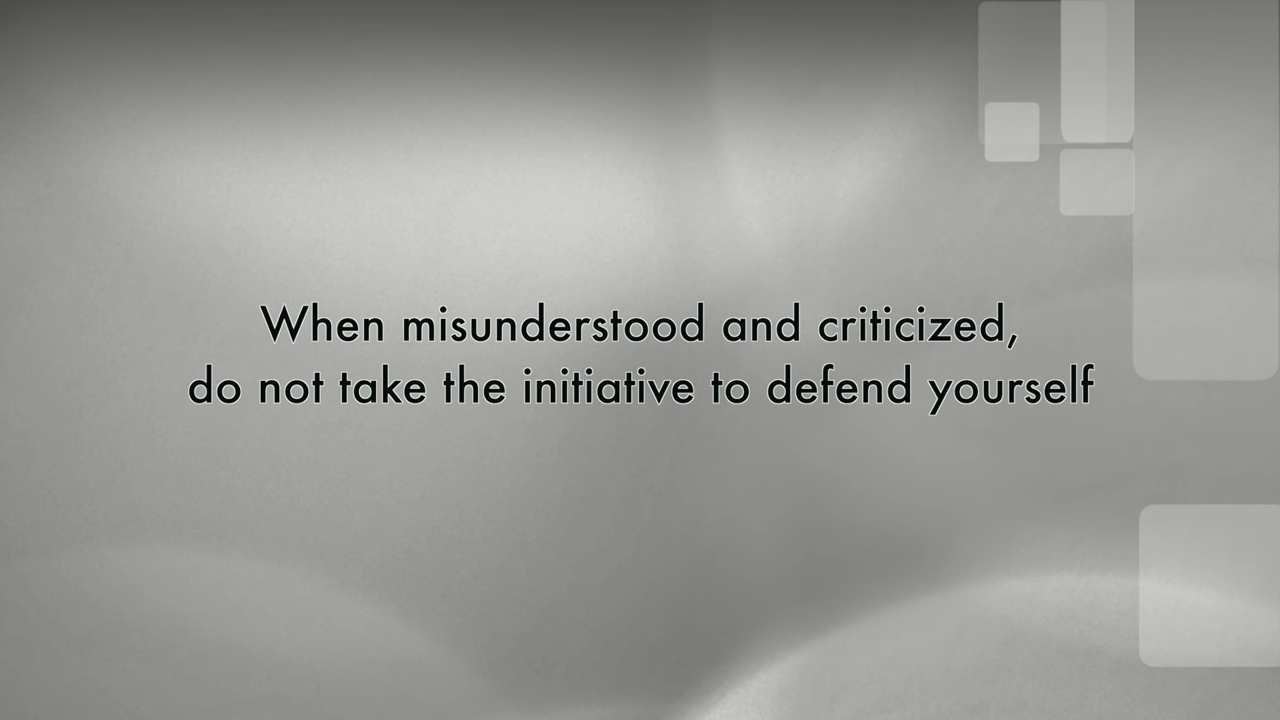 When misunderstood and criticized,
do not take the initiative to defend yourself